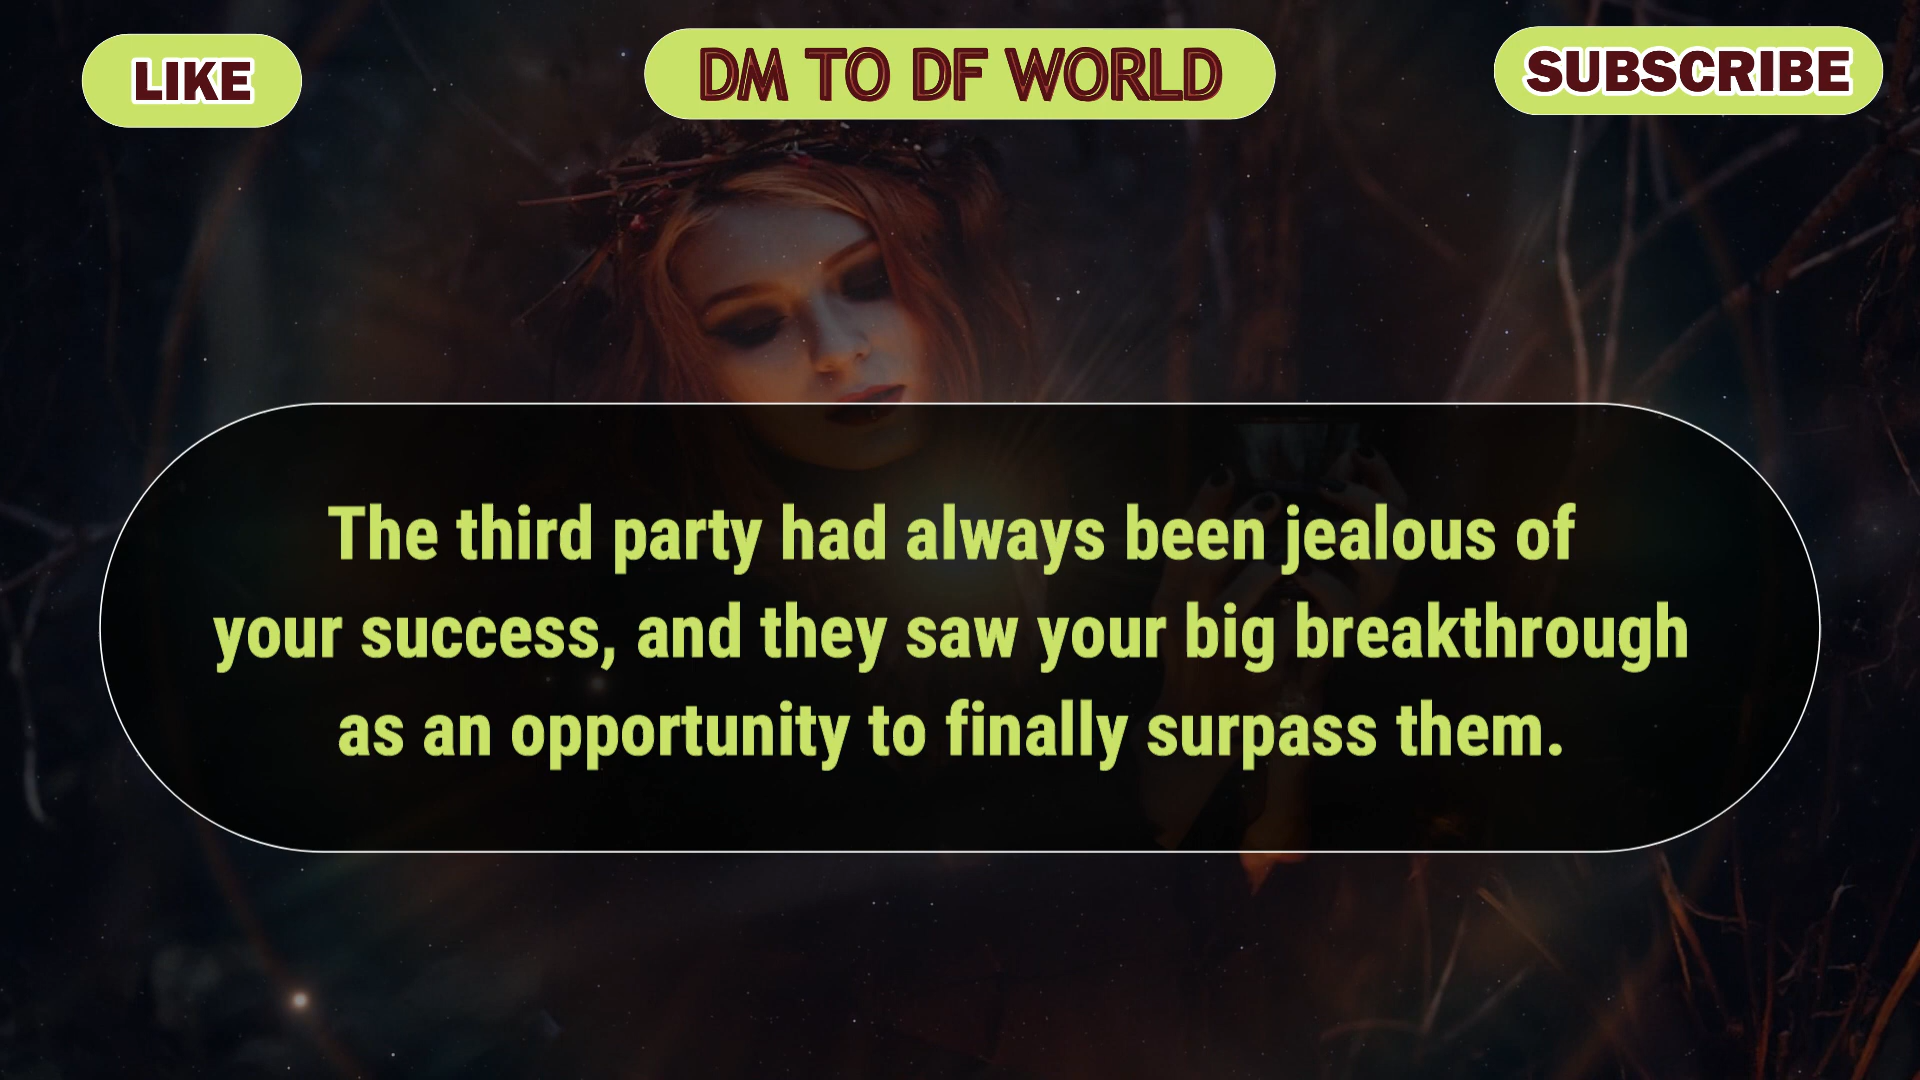 LIKE
DM TO DF WORLD
SUBSCRIBE
The third party had always been jealous of
your success, and they saw your big breakthrough
as an opportunity to finally surpass them.